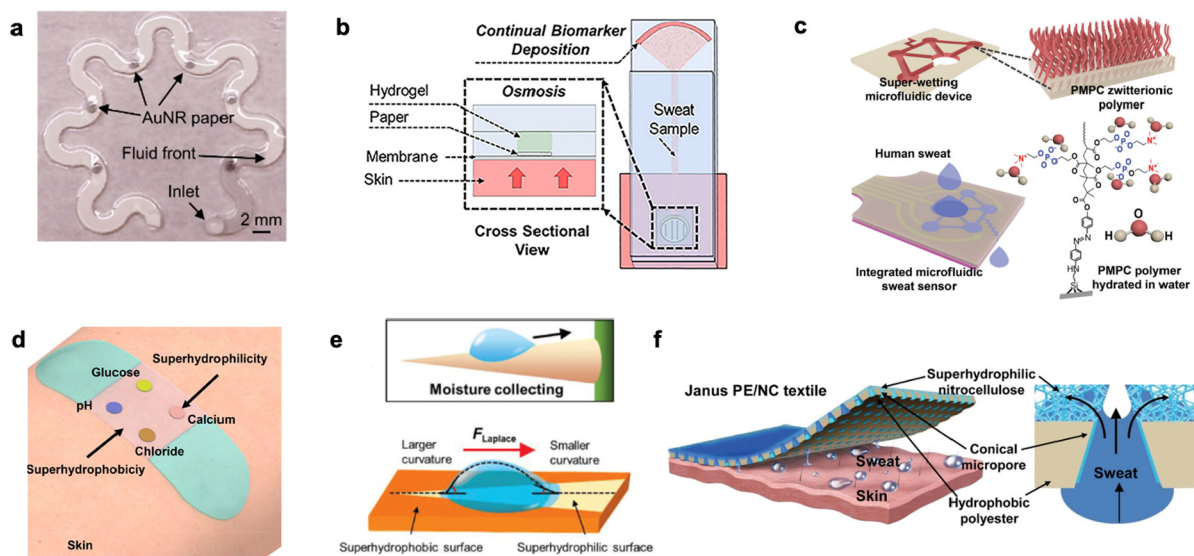 a
AuNR paper
Fluid front
Inlet
2 mm
b
Continual Biomarker
Deposition
Hydrogel
Paper
Membrane
Skin
Osmosis
Cross Sectional
View
Sweat
Sample
c
Super-wetting
microfluidic device
PMPC zwitterionic
polymer
Human sweat
Integrated microfluidic
sweat sensor
O
H
H
PMPC polymer
hydrated in water
d
Superhydrophilicity
Glucose
pH
Calcium
Chloride
Superhydrophobiciy
Skin
e
Moisture collecting
Larger
curvature
FLaplace
Smaller
curvature
Superhydrophobic surface
Superhydrophilic surface
f
Janus PE/NC textile
Superhydrophilic
nitrocellulose
Conical
micropore
Hydrophobic
polyester
Sweat
Skin
Sweat